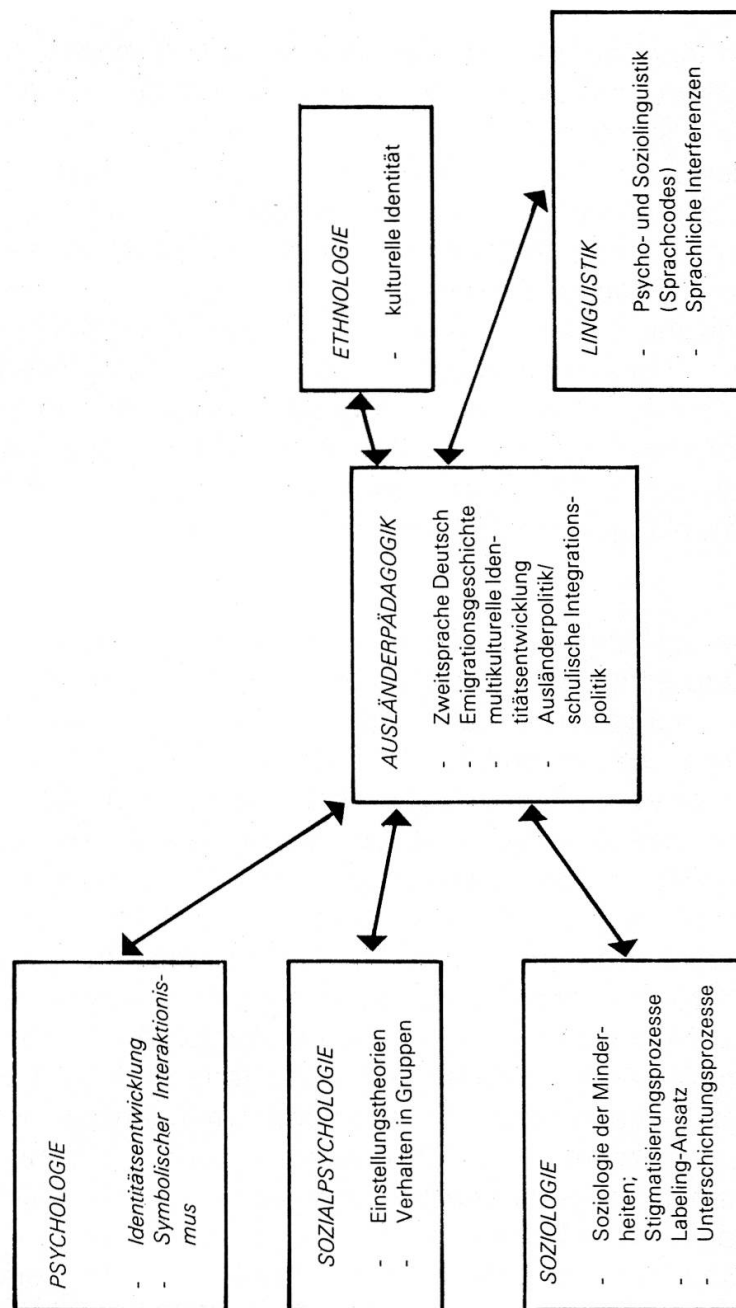 PSYCHOLOGIE
- Identitätsentwicklung
- Symbolischer Interaktionis-
mus
SOZIALPSYCHOLOGIE
- Einstellungstheorien
- Verhalten in Gruppen
SOZIOLOGIE
- Soziologie der Minder-
heiten;
Stigmatisierungsprozesse
- Labeling-Ansatz
- Unterschichtungsprozesse
AUSLÄNDERPÄDAGOGIK
- Zweitsprache Deutsch
- Emigrationsgeschichte
- multikulturelle Iden-
titätsentwicklung
- Ausländerpolitik/
schulische Integrations-
politik
ETHNOLOGIE
- kulturelle Identität
LINGUISTIK
- Psycho- und Soziolinguistik
(Sprachcodes)
- Sprachliche Interferenzen